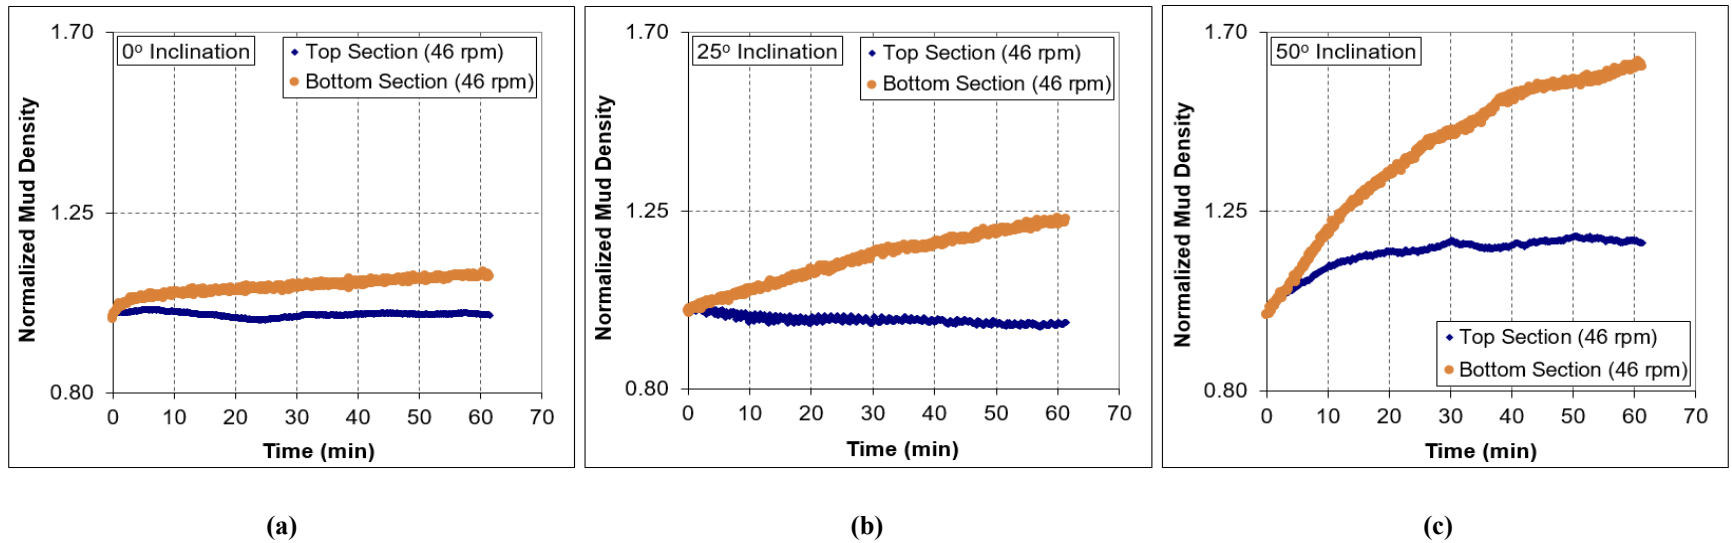 1.70
1.25
0.80
0 10 20 30 40 50 60 70
Normalized Mud Density
Time (min)
0º Inclination
Top Section (46 rpm)
Bottom Section (46 rpm)
(a)
1.70
1.25
0.80
0 10 20 30 40 50 60 70
Normalized Mud Density
Time (min)
25º Inclination
Top Section (46 rpm)
Bottom Section (46 rpm)
(b)
1.70
1.25
0.80
0 10 20 30 40 50 60 70
Normalized Mud Density
Time (min)
50º Inclination
Top Section (46 rpm)
Bottom Section (46 rpm)
(c)